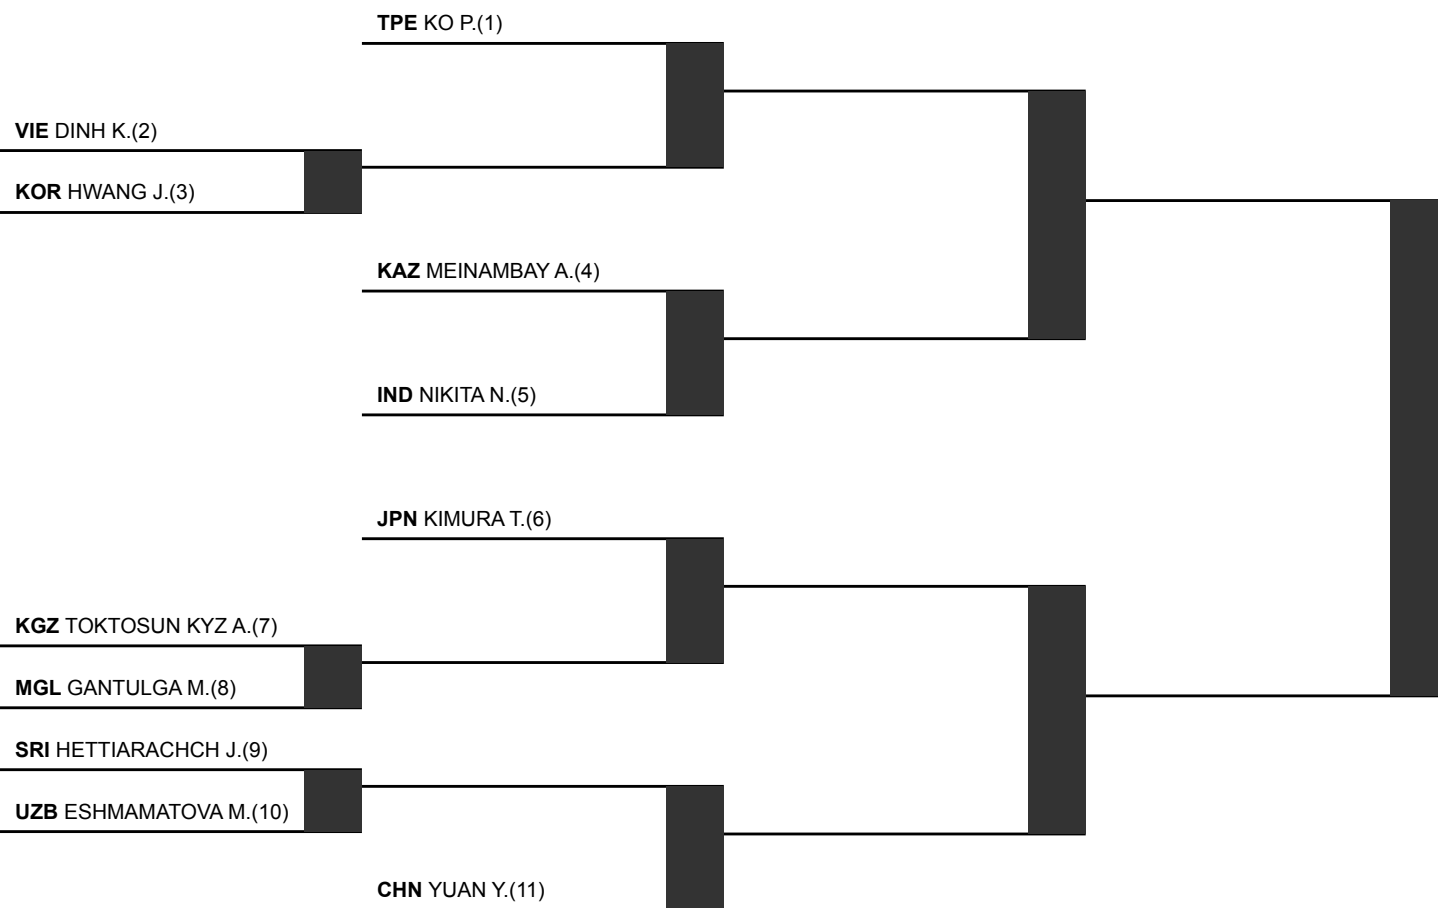 TPE KO P.(1)
VIE DINH K.(2)
KOR HWANG J.(3)
KAZ MEINAMBAY A.(4)
IND NIKITA N.(5)
JPN KIMURA T.(6)
KGZ TOKTOSUN KYZ A.(7)
MGL GANTULGA M.(8)
SRI HETTIARACHCH J.(9)
UZB ESHMAMATOVA M.(10)
CHN YUAN Y.(11)